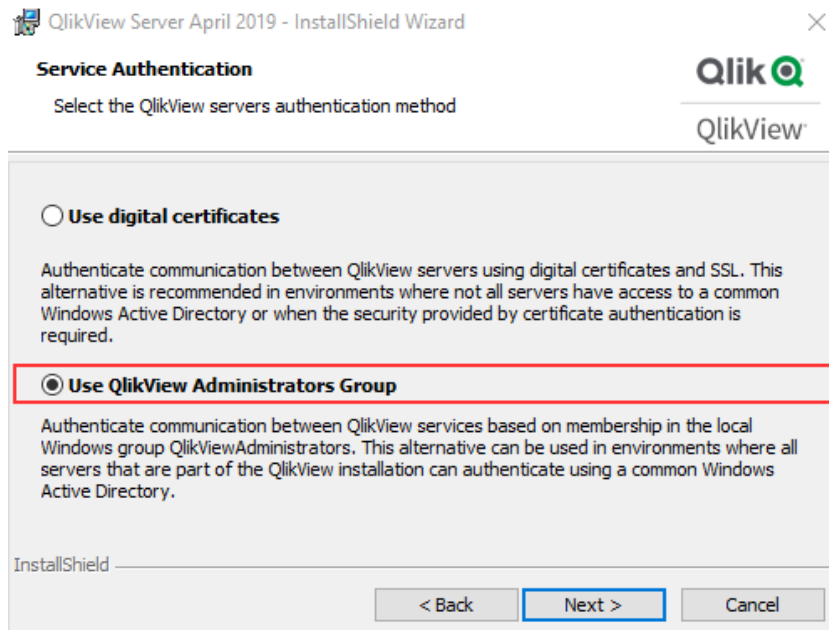 QlikView Server April 2019 - InstallShield Wizard
Service Authentication
Select the QlikView servers authentication method
Qlik
QlikView
Use digital certificates
Authenticate communication between QlikView servers using digital certificates and SSL. This
alternative is recommended in environments where not all servers have access to a common
Windows Active Directory or when the security provided by certificate authentication is
required.
Use QlikView Administrators Group
Authenticate communication between QlikView services based on membership in the local
Windows group QlikViewAdministrators. This alternative can be used in environments where all
servers that are part of the QlikView installation can authenticate using a common Windows
Active Directory.
InstallShield
< Back
Next >
Cancel